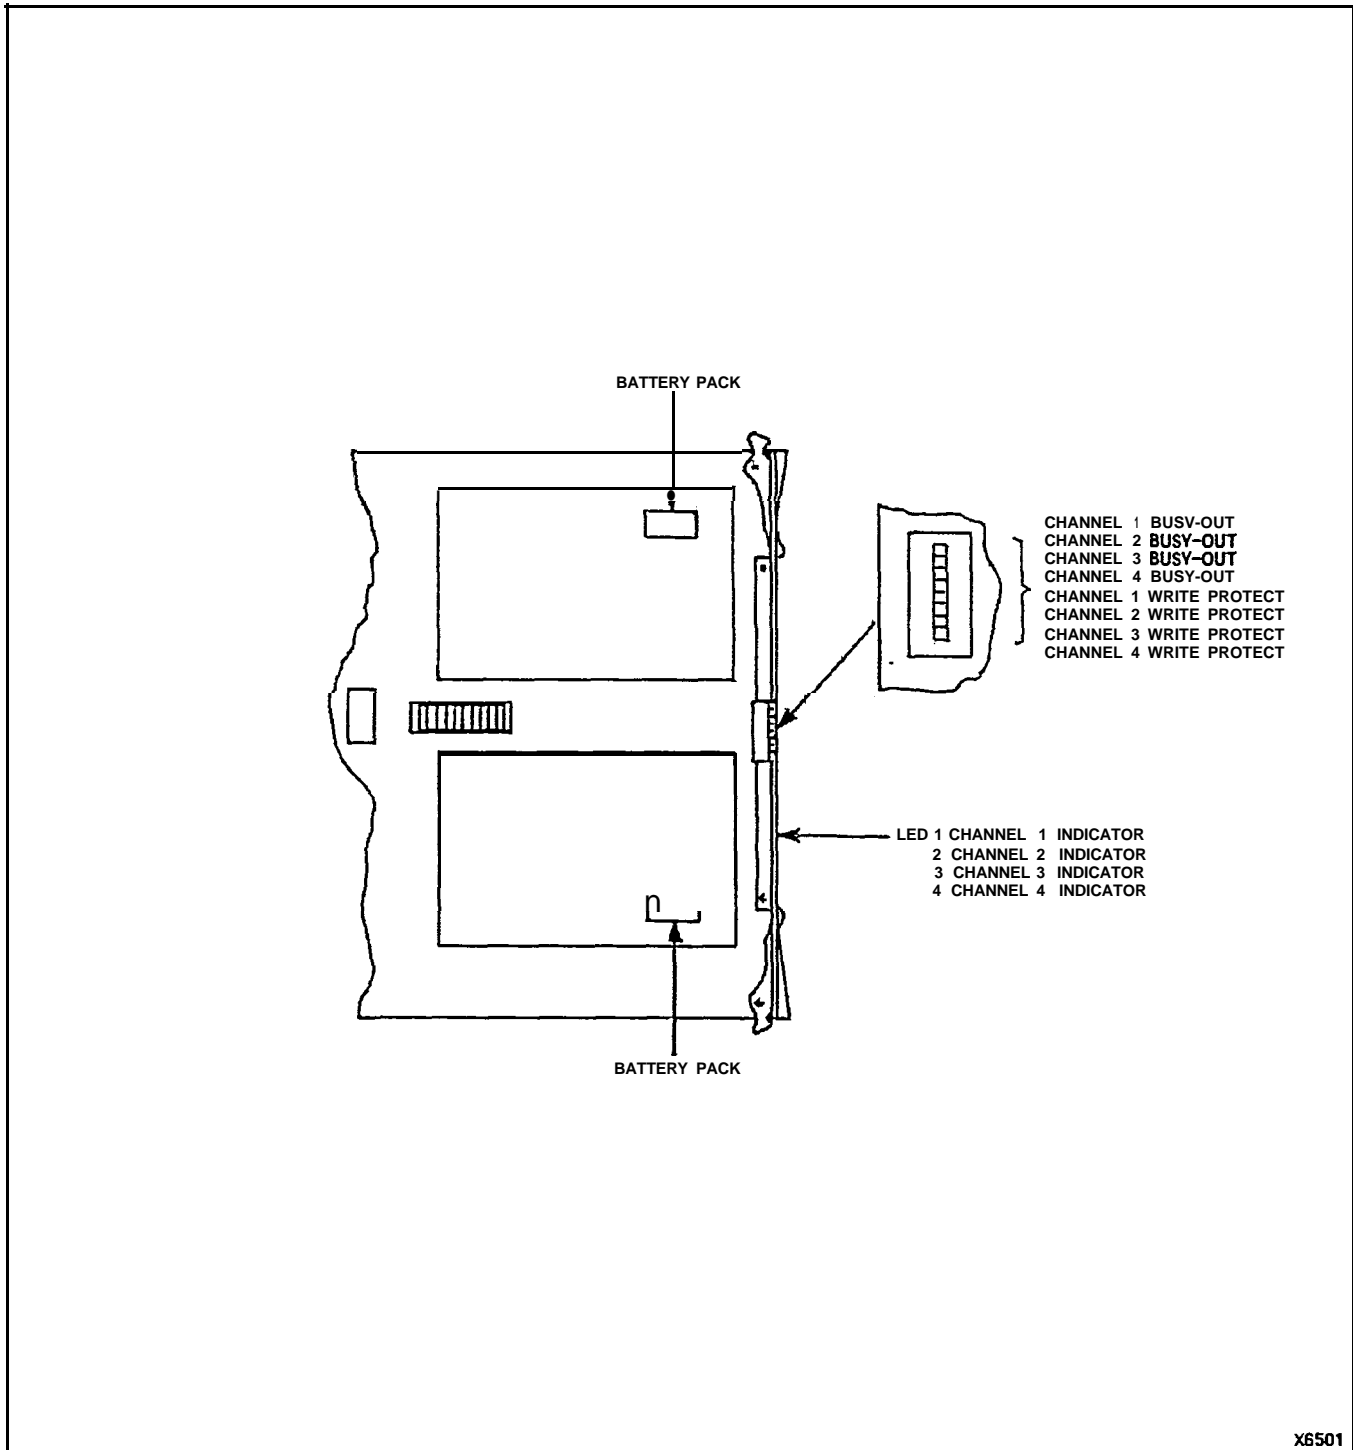 BATTERY PACK
CHANNEL 1 BUSV-OUT
CHANNEL 2 BUSY-OUT
CHANNEL 3 BUSY-OUT
CHANNEL 4 BUSY-OUT
CHANNEL 1 WRITE PROTECT
CHANNEL 2 WRITE PROTECT
CHANNEL 3 WRITE PROTECT
CHANNEL 4 WRITE PROTECT
LED 1 CHANNEL 1 INDICATOR
2 CHANNEL 2 INDICATOR
3 CHANNEL 3 INDICATOR
4 CHANNEL 4 INDICATOR
n
BATTERY PACK
X6501